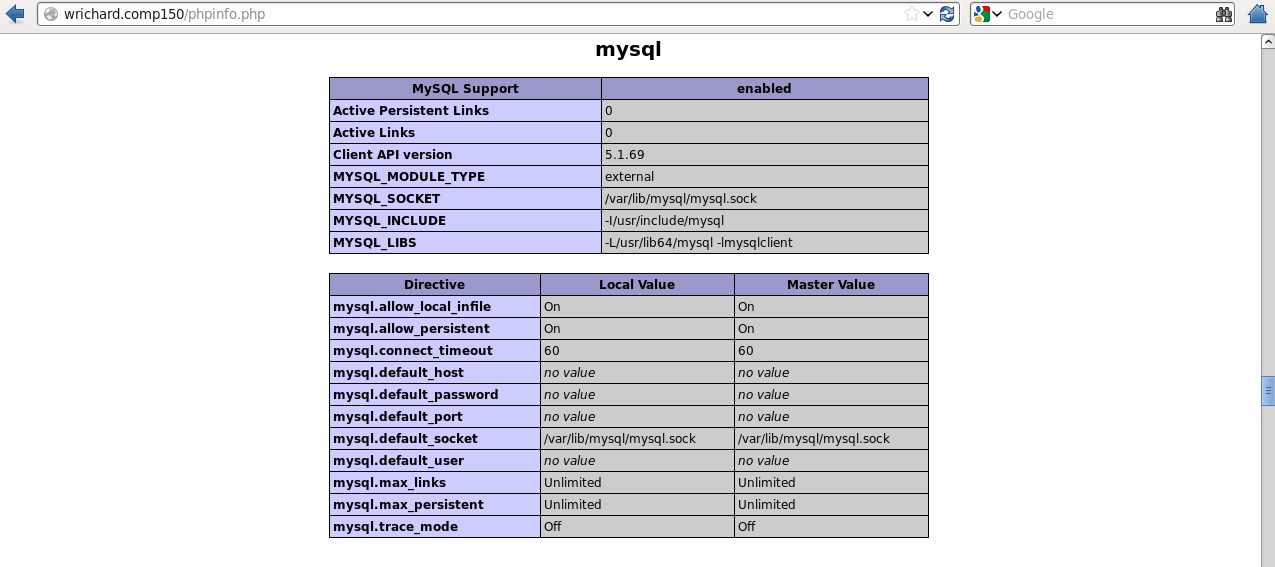 wrichard.comp150/phpinfo.php Google
mysql
MySQL Support enabled
Active Persistent Links 0
Active Links 0
Client API version 5.1.69
MYSQL_MODULE_TYPE external
MYSQL_SOCKET /var/lib/mysql/mysql.sock
MYSQL_INCLUDE -I/usr/include/mysql
MYSQL_LIBS -L/usr/lib64/mysql -lmysqlclient
Directive Local Value Master Value
mysql.allow_local_infile On On
mysql.allow_persistent On On
mysql.connect_timeout 60 60
mysql.default_host no value no value
mysql.default_password no value no value
mysql.default_port no value no value
mysql.default_socket /var/lib/mysql/mysql.sock /var/lib/mysql/mysql.sock
mysql.default_user no value no value
mysql.max_links Unlimited Unlimited
mysql.max_persistent Unlimited Unlimited
mysql.trace_mode Off Off